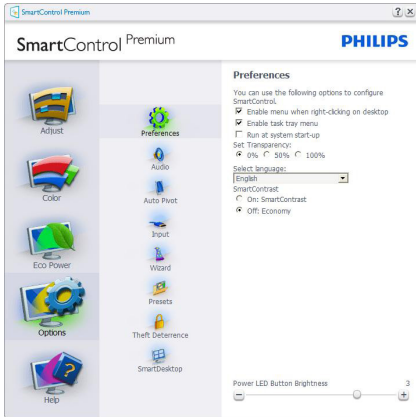 SmartControl Premium
? ×
SmartControl Premium
PHILIPS
Adjust
Color
Eco Power
Options
Help
Preferences
Audio
Auto Pivot
Input
Wizard
Presets
Theft Deterrence
SmartDesktop
Preferences
You can use the following options to configure
SmartControl.
Enable menu when right-clicking on desktop
Enable task tray menu
Run at system start-up
Set Transparency:
0% 50% 100%
Select language:
English
SmartContrast
On: SmartContrast
Off: Economy
Power LED Button Brightness 3